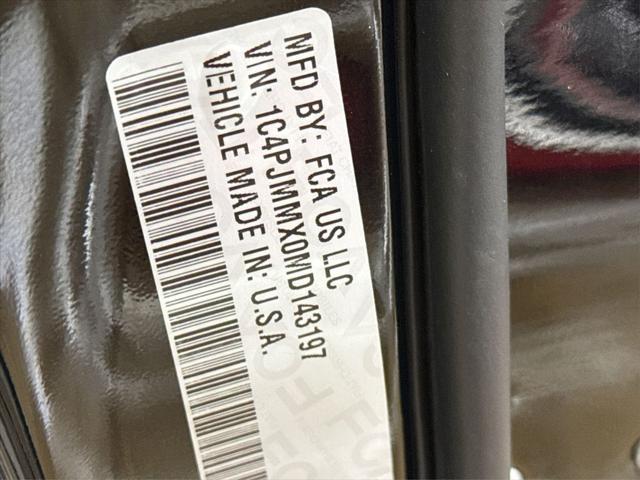 MFD BY: FCA US LLC
VIN: 1C4PJMMX0MD143197
VEHICLE MADE IN: U.S.A.